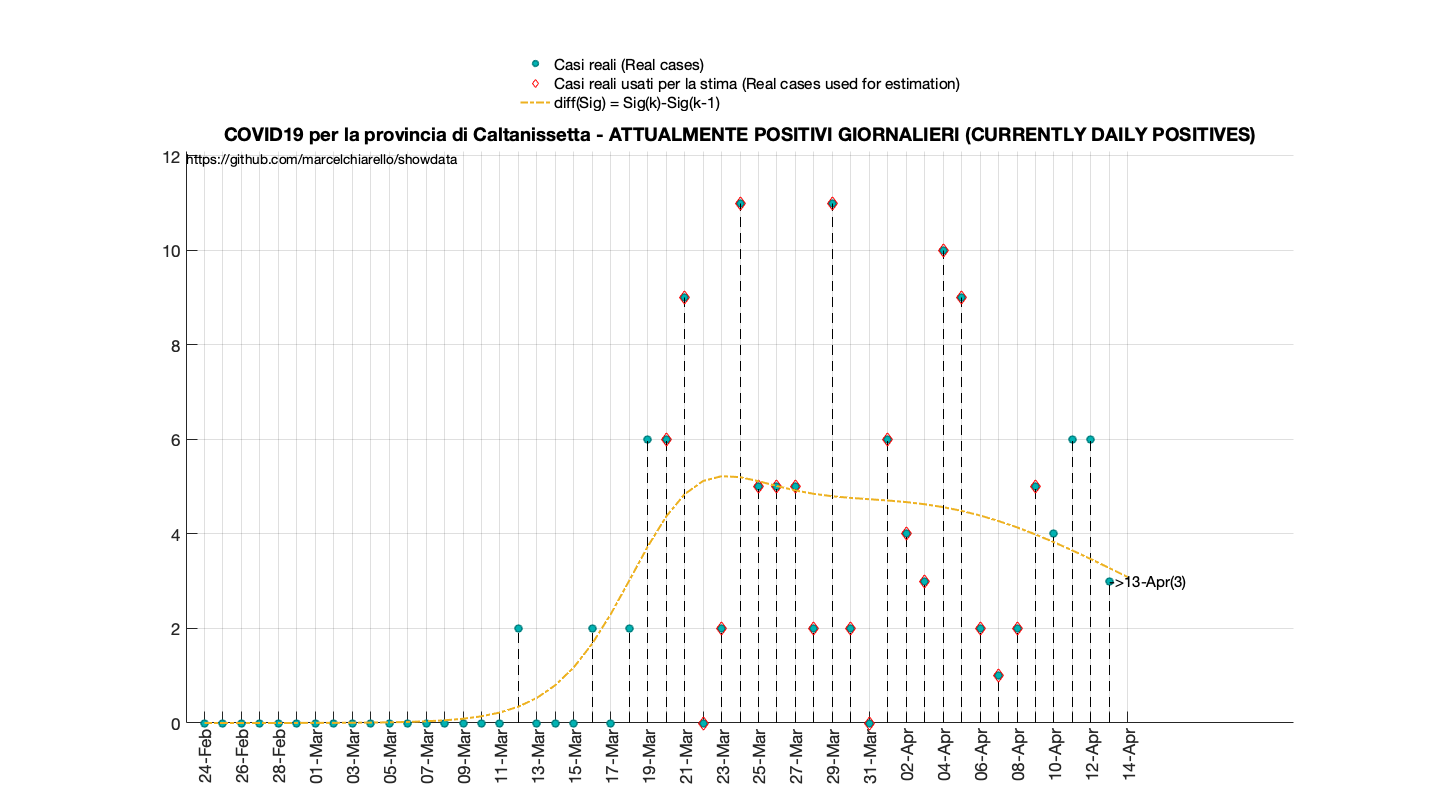 Casi reali (Real cases)
Casi reali usati per la stima (Real cases used for estimation)
diff(Sig) = Sig(k)-Sig(k-1)
COVID19 per la provincia di Caltanissetta - ATTUALMENTE POSITIVI GIORNALIERI (CURRENTLY DAILY POSITIVES)
https://github.com/marcelchiarello/showdata
12
10
8
6
4
2
0
->13-Apr(3)
24-Feb
26-Feb
28-Feb
01-Mar
03-Mar
05-Mar
07-Mar
09-Mar
11-Mar
13-Mar
15-Mar
17-Mar
19-Mar
21-Mar
23-Mar
25-Mar
27-Mar
29-Mar
31-Mar
02-Apr
04-Apr
06-Apr
08-Apr
10-Apr
12-Apr
14-Apr